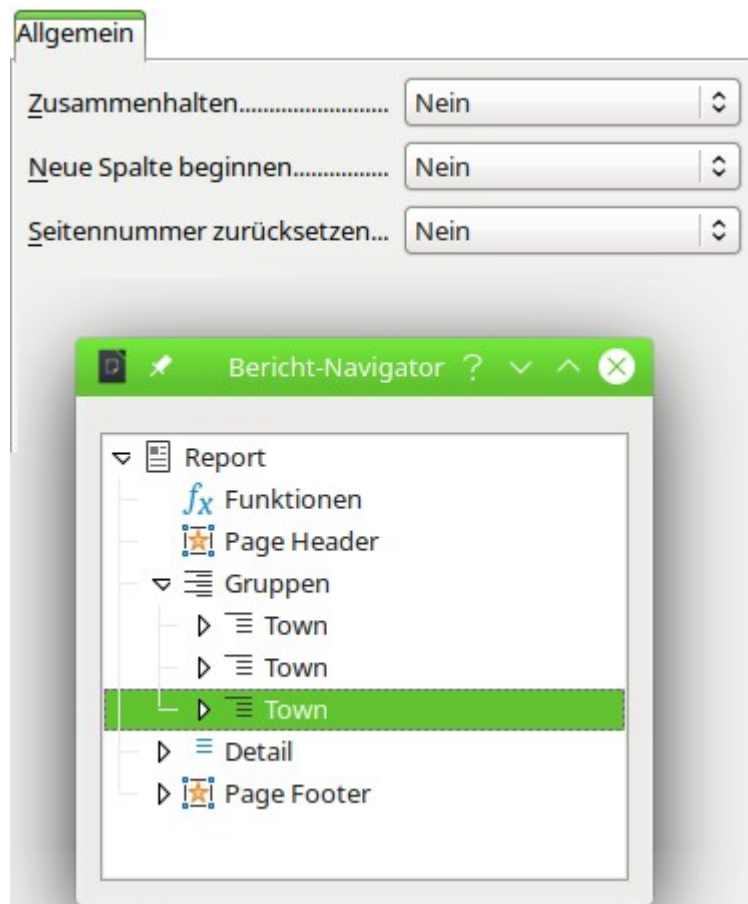 Allgemein
Zusammenhalten......................... Nein
Neue Spalte beginnen................ Nein
Seitennummer zurücksetzen... Nein
Bericht-Navigator
Report
fx Funktionen
Page Header
Gruppen
Town
Town
Town
Detail
Page Footer